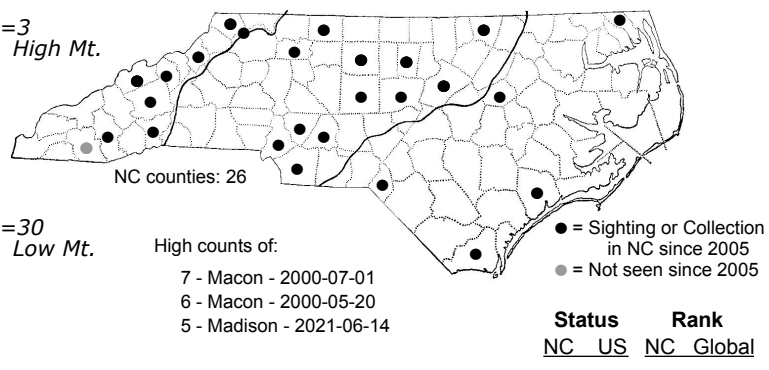 =3
High Mt.
NC counties: 26
=30
Low Mt.
High counts of:
7 - Macon - 2000-07-01
6 - Macon - 2000-05-20
5 - Madison - 2021-06-14
● = Sighting or Collection
in NC since 2005
● = Not seen since 2005
Status Rank
NC US NC Global